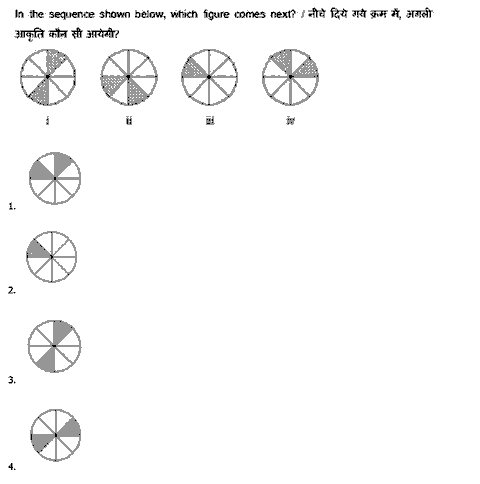 In the sequence shown below, which figure comes next? / नीचे दिये गये क्रम में, अगली
आकृति कौन सी आयेगी?
i ii iii iv
1.
2.
3.
4.